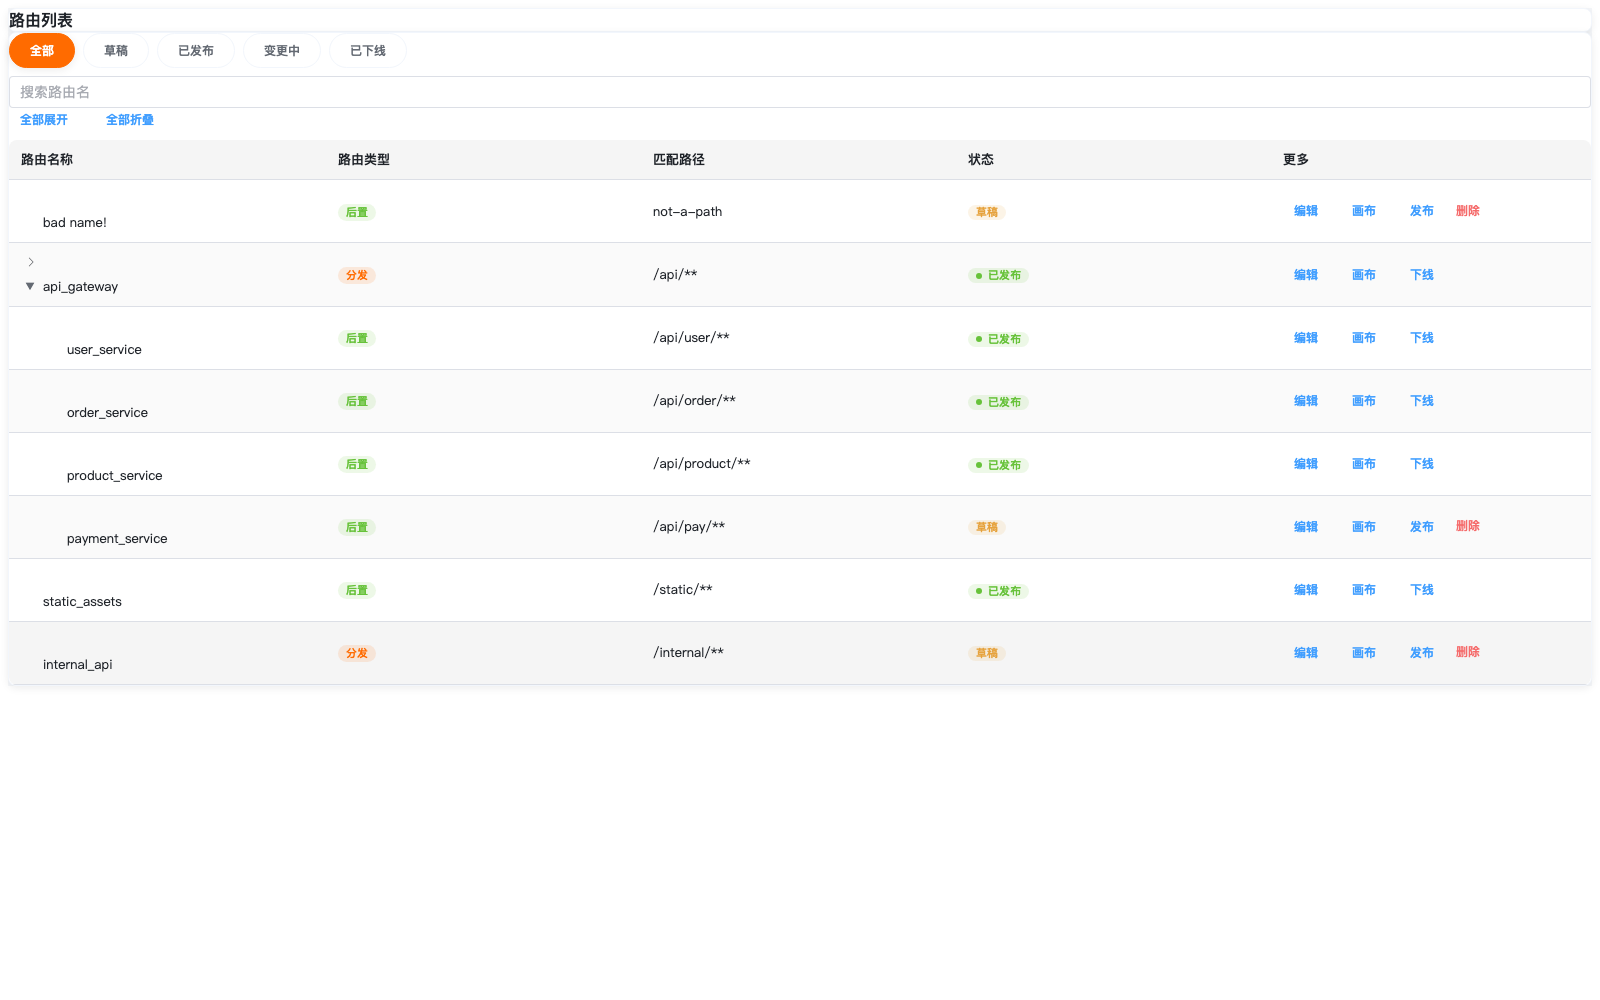 路由列表
全部 草稿 已发布 变更中 已下线
搜索路由名
全部展开 全部折叠
路由名称 路由类型 匹配路径 状态 更多
bad name! 后置 not-a-path 草稿 编辑 画布 发布 删除
api_gateway 分发 /api/** 已发布 编辑 画布 下线
user_service 后置 /api/user/** 已发布 编辑 画布 下线
order_service 后置 /api/order/** 已发布 编辑 画布 下线
product_service 后置 /api/product/** 已发布 编辑 画布 下线
payment_service 后置 /api/pay/** 草稿 编辑 画布 发布 删除
static_assets 后置 /static/** 已发布 编辑 画布 下线
internal_api 分发 /internal/** 草稿 编辑 画布 发布 删除